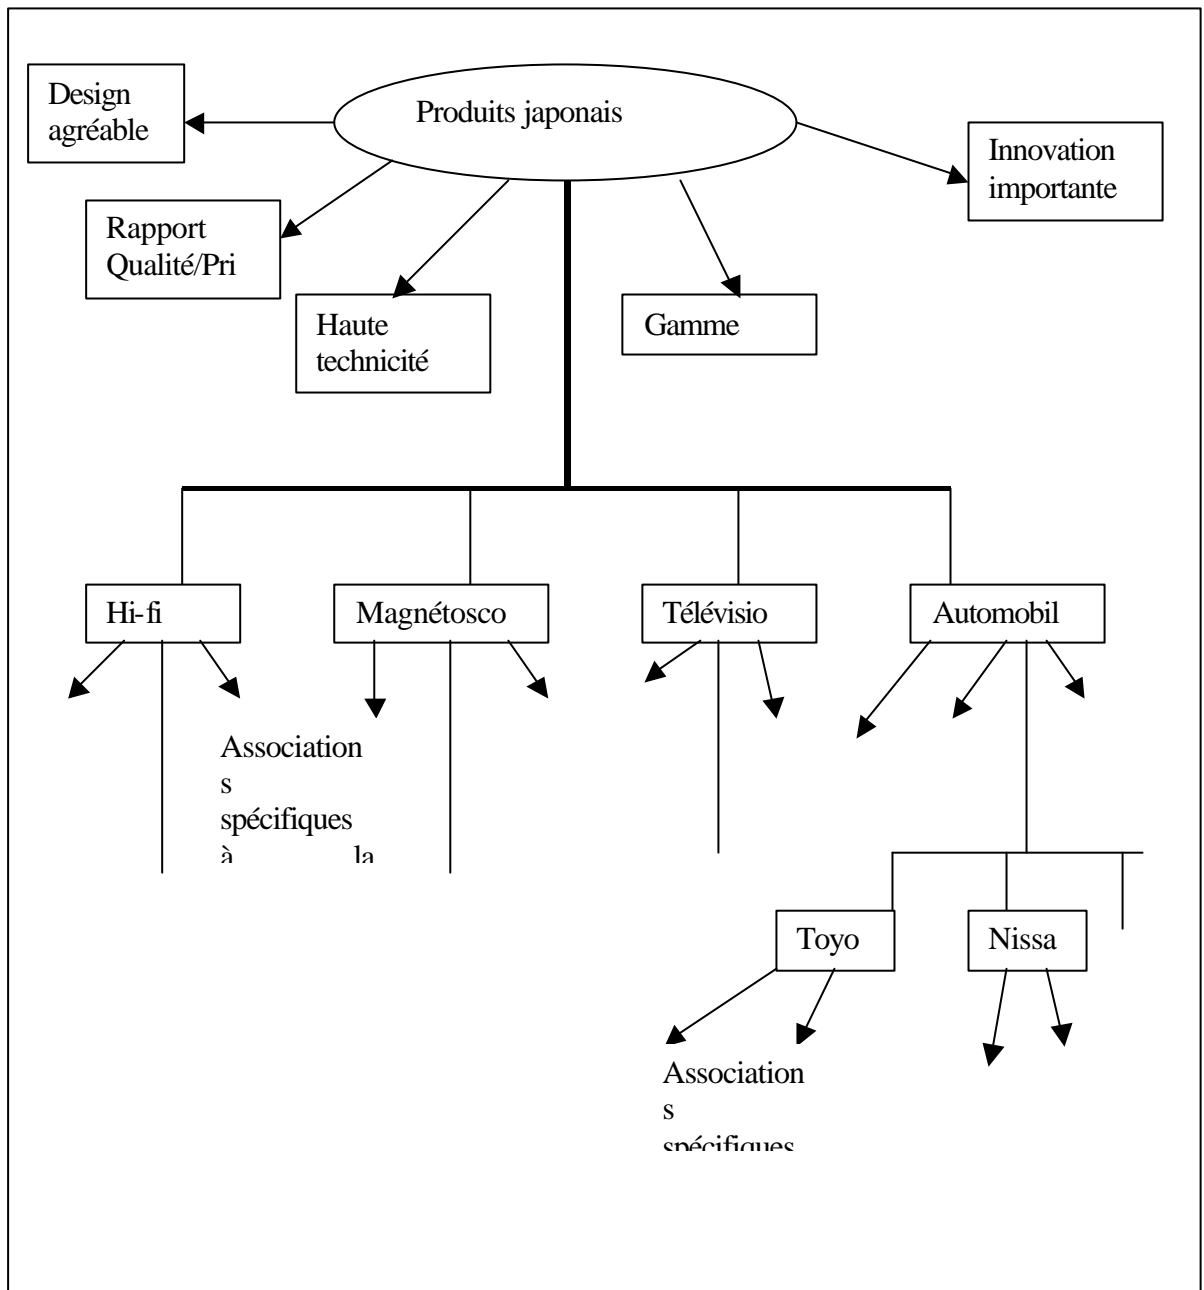 Produits japonais
Design
agréable
Innovation
importante
Rapport
Qualité/Pri
Haute
technicité
Gamme
Hi-fi
Magnétosco
Télévisio
Automobil
Association
s
spécifiques
à la
Toyo
Nissa
Association
s
spécifiques